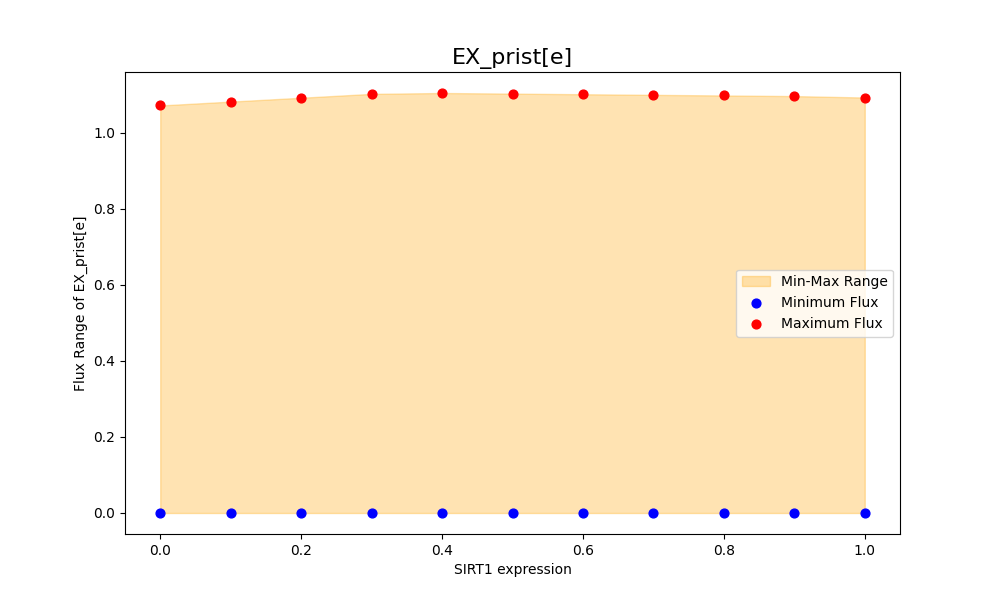 EX_prist[e]
Flux Range of EX_prist[e]
1.0
0.8
0.6
0.4
0.2
0.0
Min-Max Range
Minimum Flux
Maximum Flux
0.0 0.2 0.4 0.6 0.8 1.0
SIRT1 expression